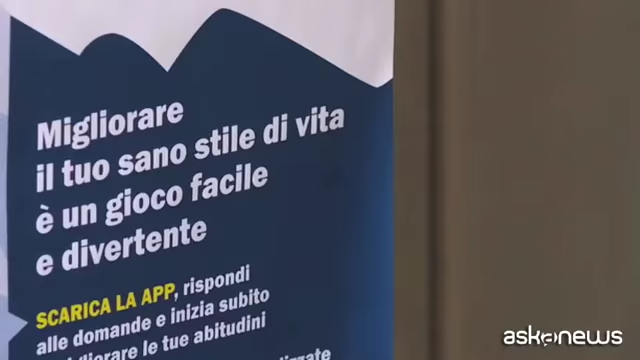 Migliorare
il tuo sano stile di vita
è un gioco facile
e divertente
SCARICA LA APP, rispondi
alle domande e inizia subito
migliorare le tue abitudini
askanews